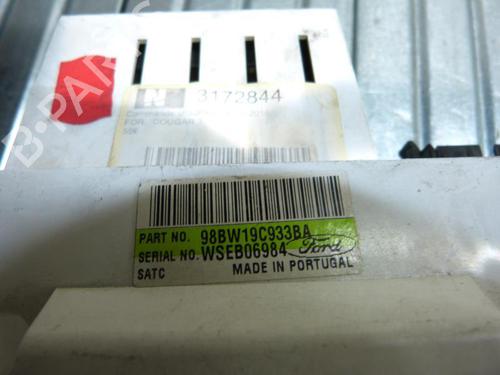 3172844
FOR. COUGAR
PART NO. 98BW19C933BA
SERIAL NO. WSEB06984 Ford
SATC MADE IN PORTUGAL
B-PARTS